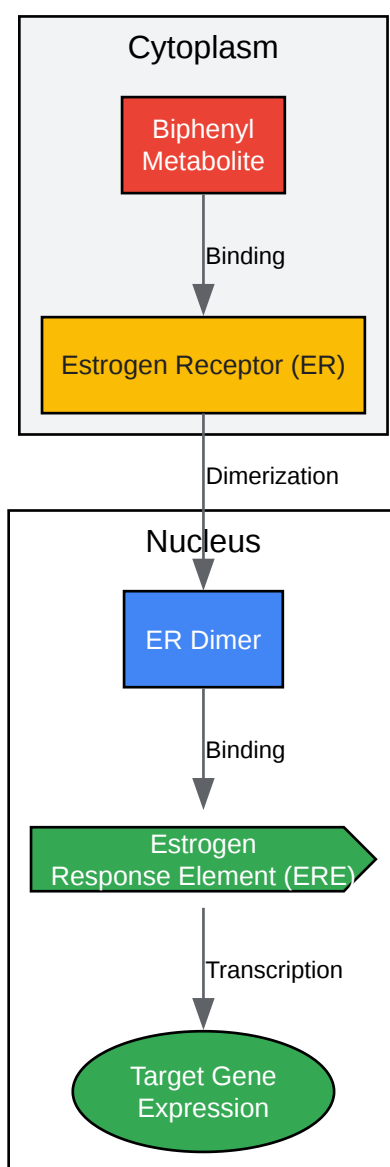 Cytoplasm
Biphenyl
Metabolite
Binding
Estrogen Receptor (ER)
Dimerization
Nucleus
ER Dimer
Binding
Estrogen
Response Element (ERE)
Transcription
Target Gene
Expression